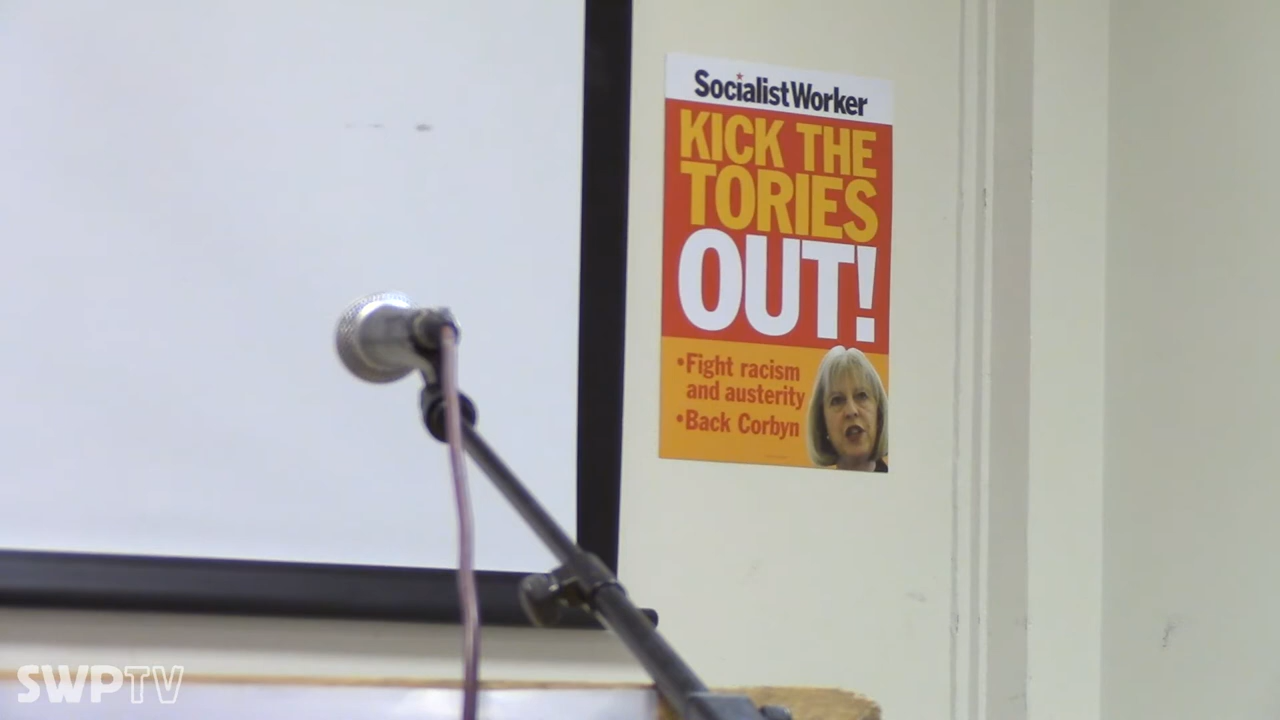 SocialistWorker
KICK THE
TORIES
OUT!
•Fight racism
and austerity
•Back Corbyn
SWPTV